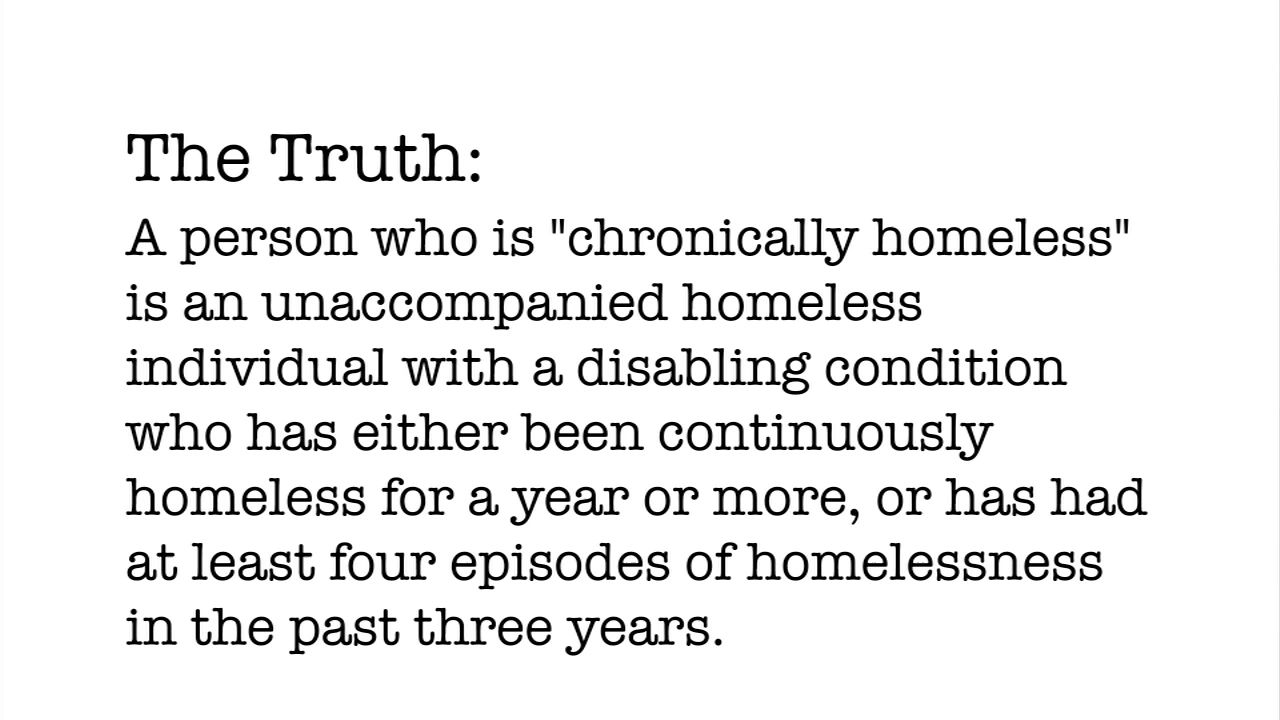 The Truth:
A person who is "chronically homeless"
is an unaccompanied homeless
individual with a disabling condition
who has either been continuously
homeless for a year or more, or has had
at least four episodes of homelessness
in the past three years.